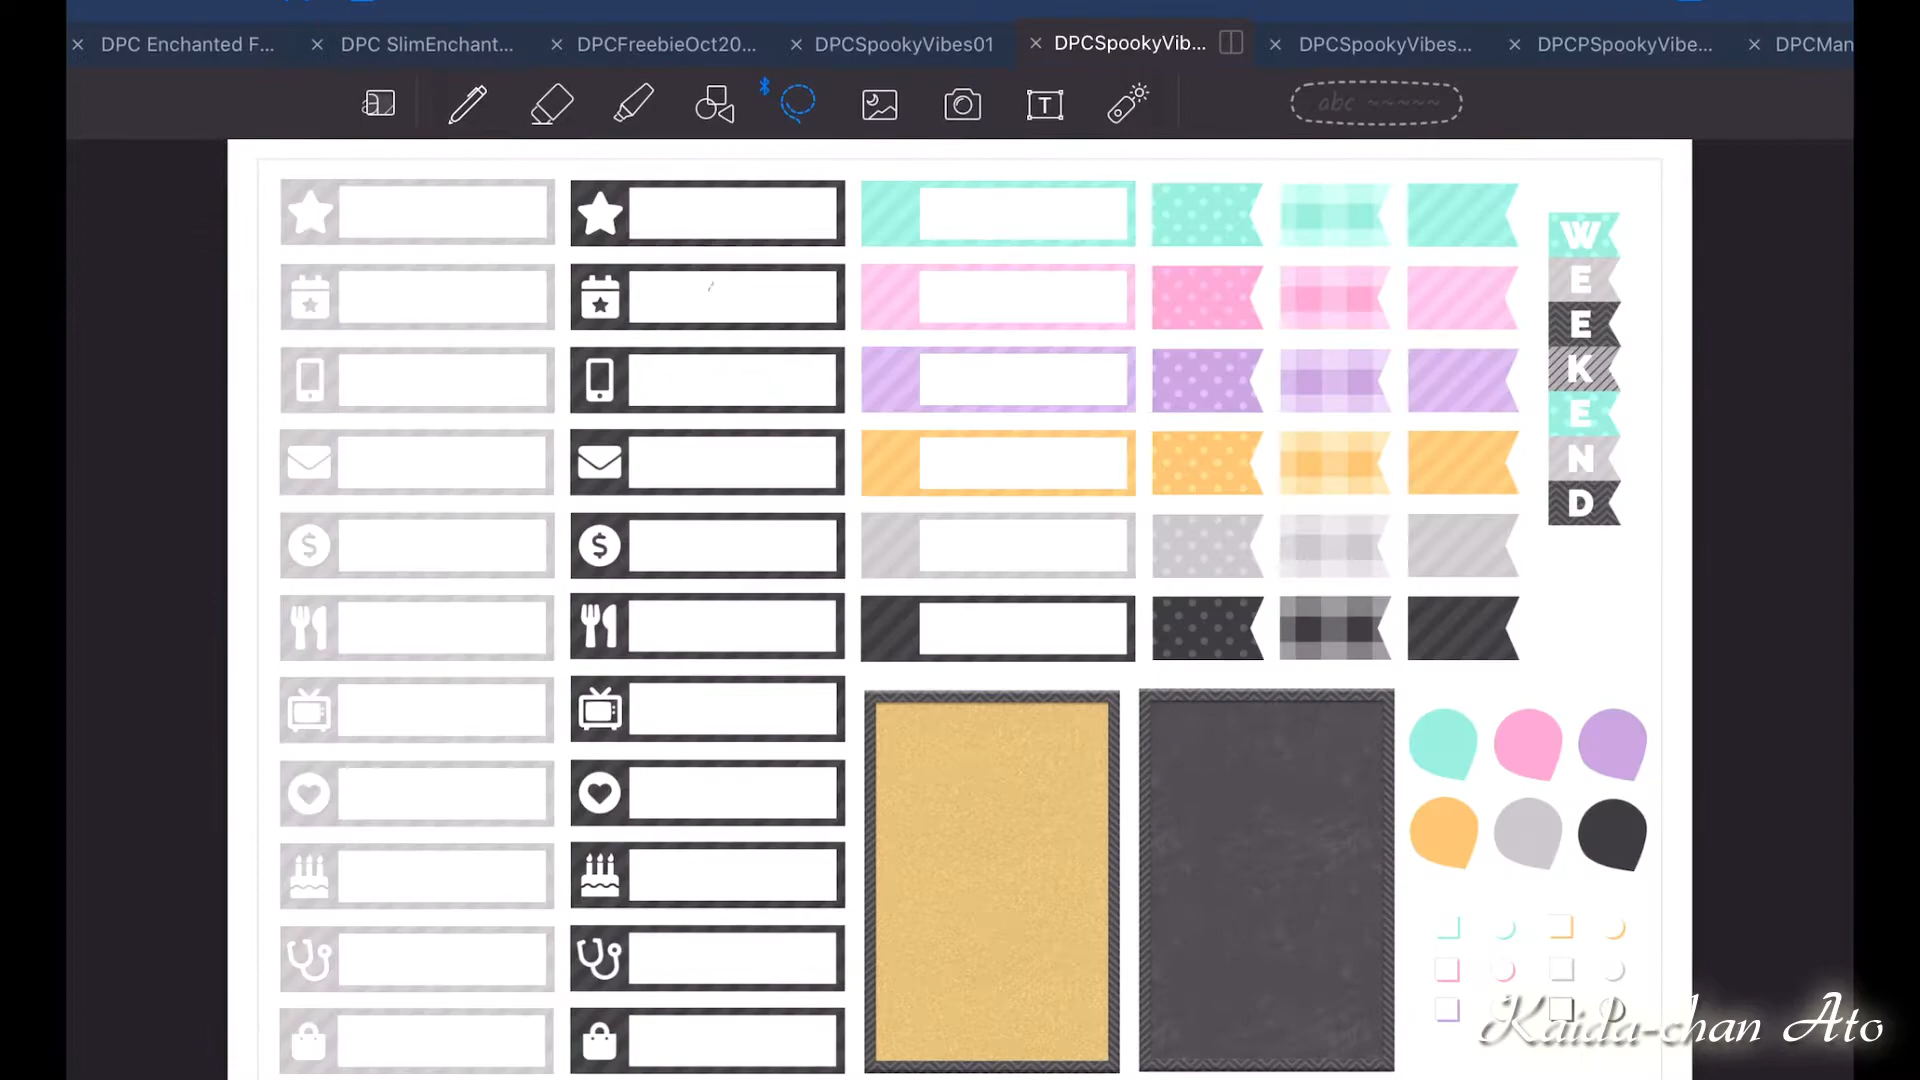 DPC Enchanted F...
DPC SlimEnchant...
DPCFreebieOct20...
DPCSpookyVibes01
DPCSpookyVib...
DPCSpookyVibes...
DPCPSpookyVibe...
DPCMan
a
T
abc
W
E
E
K
E
N
D
$
$
Kaida-chan Ato